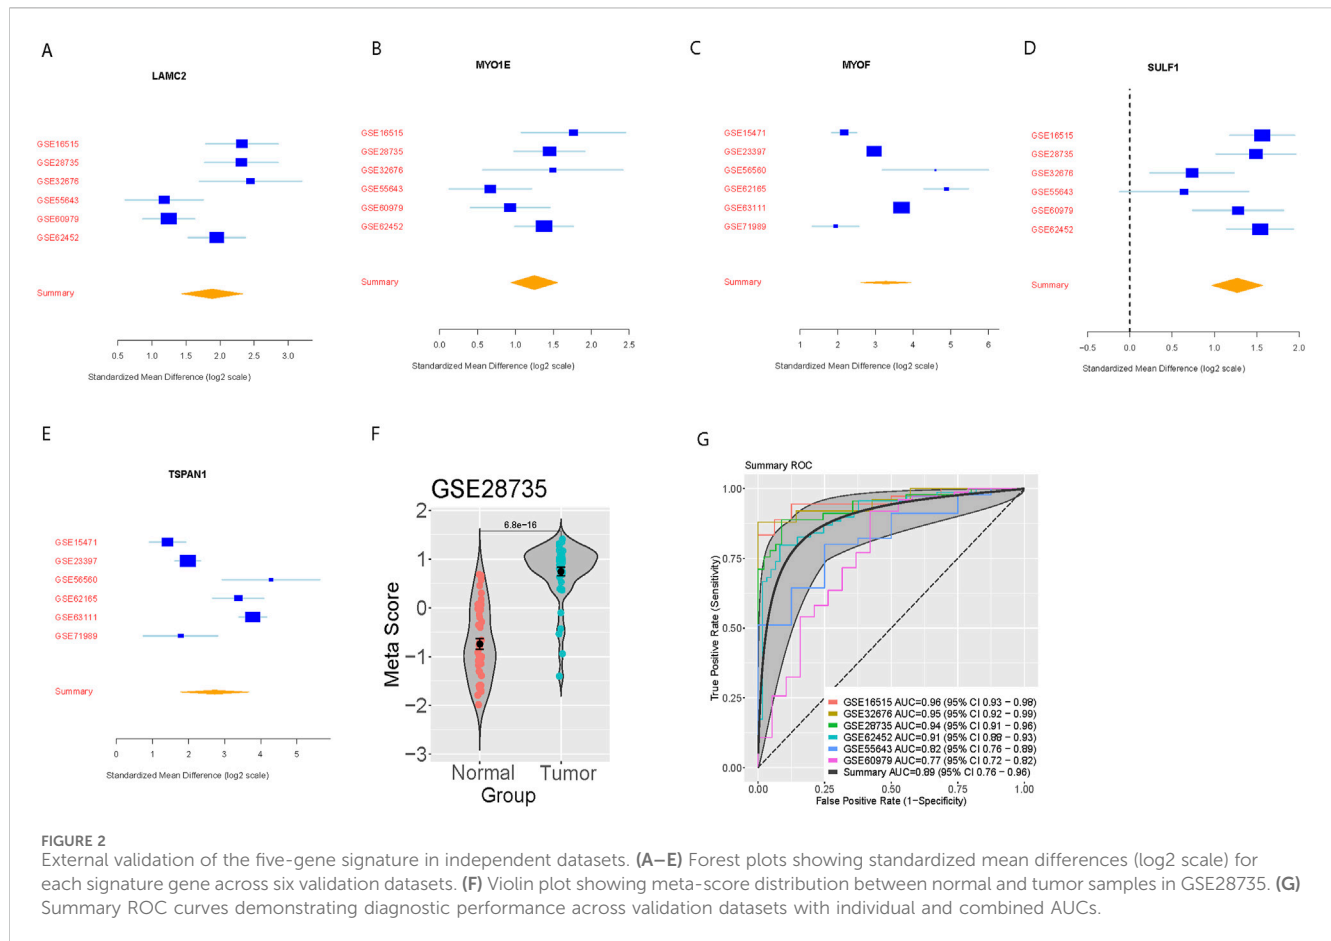 A
LAMC2
GSE16515
GSE28735
GSE32676
GSE55643
GSE60979
GSE62452
Summary
0.5 1.0 1.5 2.0 2.5 3.0
Standardized Mean Difference (log2 scale)
B
MYO1E
GSE16515
GSE28735
GSE32676
GSE55643
GSE60979
GSE62452
Summary
0.0 0.5 1.0 1.5 2.0 2.5
Standardized Mean Difference (log2 scale)
C
MYOF
GSE15471
GSE23397
GSE56560
GSE62165
GSE63111
GSE71989
Summary
1 2 3 4 5 6
Standardized Mean Difference (log2 scale)
D
SULF1
GSE16515
GSE28735
GSE32676
GSE55643
GSE60979
GSE62452
Summary
−0.5 0.0 0.5 1.0 1.5 2.0
Standardized Mean Difference (log2 scale)
E
TSPAN1
GSE15471
GSE23397
GSE56560
GSE62165
GSE63111
GSE71989
Summary
0 1 2 3 4 5
Standardized Mean Difference (log2 scale)
F
GSE28735
6.8e−16
2
1
0
−1
−2
−3
Meta Score
Normal Tumor
Group
G
Summary ROC
1.00
0.75
0.50
0.25
0.00
True Positive Rate (Sensitivity)
GSE16515 AUC=0.96 (95% CI 0.93 − 0.98)
GSE32676 AUC=0.95 (95% CI 0.92 − 0.99)
GSE28735 AUC=0.94 (95% CI 0.91 − 0.96)
GSE62452 AUC=0.91 (95% CI 0.88 − 0.93)
GSE55643 AUC=0.82 (95% CI 0.76 − 0.89)
GSE60979 AUC=0.77 (95% CI 0.72 − 0.82)
Summary AUC=0.89 (95% CI 0.76 − 0.96)
0.00 0.25 0.50 0.75 1.00
False Positive Rate (1−Specificity)
FIGURE 2
External validation of the five-gene signature in independent datasets. (A–E) Forest plots showing standardized mean differences (log2 scale) for
each signature gene across six validation datasets. (F) Violin plot showing meta-score distribution between normal and tumor samples in GSE28735. (G)
Summary ROC curves demonstrating diagnostic performance across validation datasets with individual and combined AUCs.